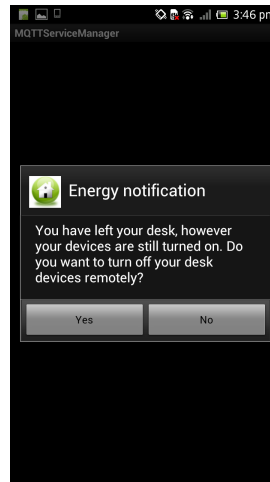 3:46 pm
MQTTServiceManager
Energy notification
You have left your desk, however
your devices are still turned on. Do
you want to turn off your desk
devices remotely?
Yes
No